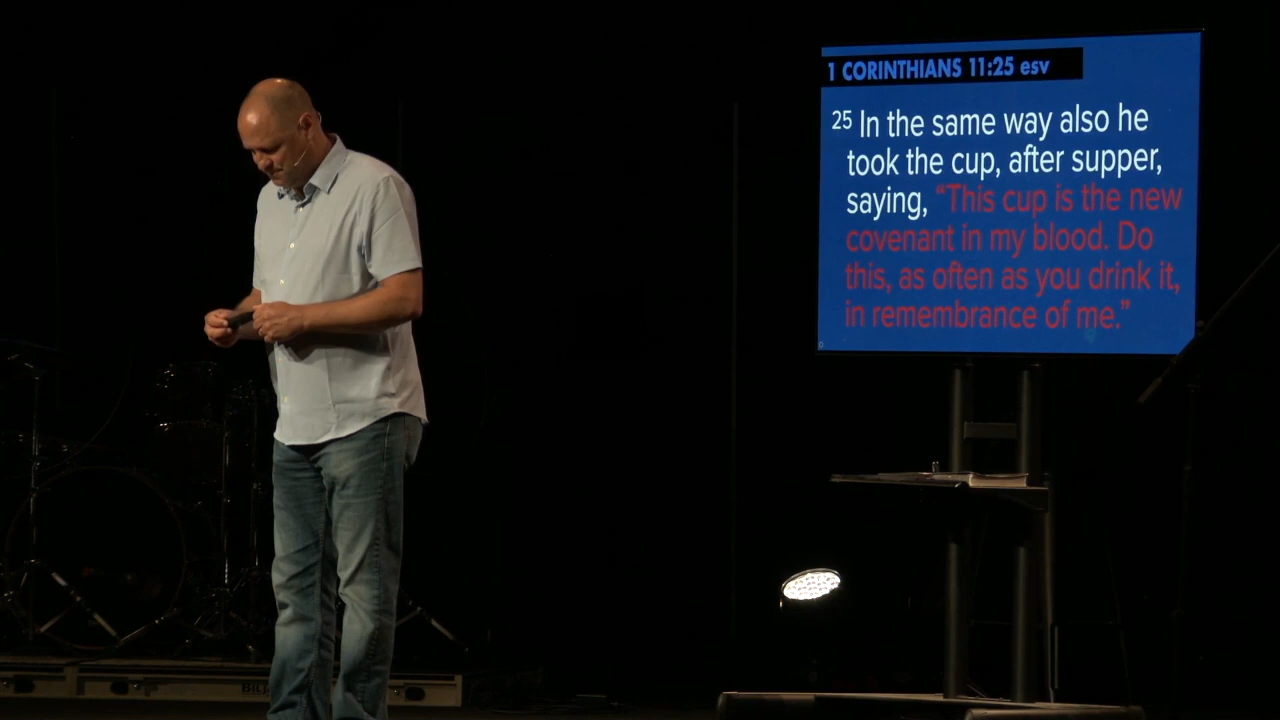 1 CORINTHIANS 11:25 esv
25 In the same way also he
took the cup, after supper,
saying, “This cup is the new
covenant in my blood. Do
this, as often as you drink it,
in remembrance of me.”